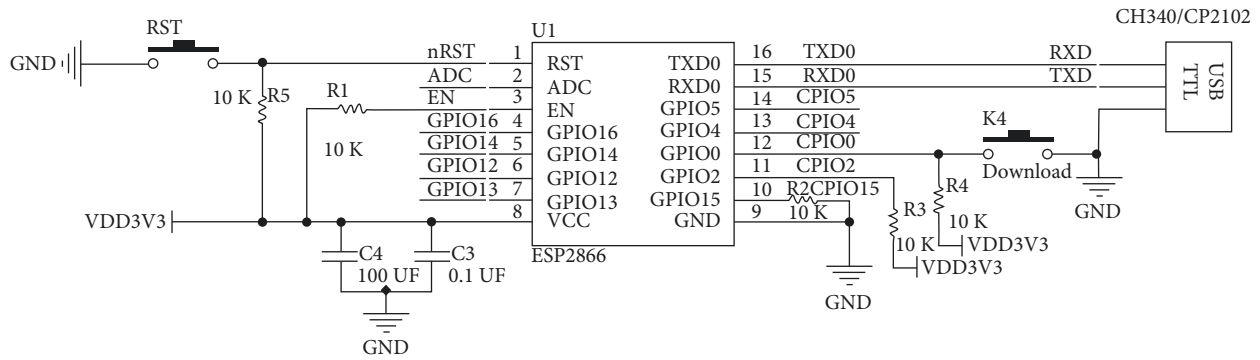 CH340/CP2102
RST
U1
GND
nRST 1 RST TXD0 16 TXD0 RXD
ADC 2 ADC RXD0 15 RXD0 TXD
USB TTL
10 K R5 R1
EN 3 EN GPIO5 14 CPIO5
GPIO16 4 GPIO16 GPIO4 13 CPIO4 K4
10 K
GPIO14 5 GPIO14 GPIO0 12 CPIO0
Download
GPIO12 6 GPIO12 GPIO2 11 CPIO2
GPIO13 7 GPIO13 GPIO15 10 R2CPIO15 R4
10 K R3 10 K GND
VDD3V3 8 VCC GND 9
10 K VDD3V3
C4 C3 ESP2866
100 UF 0.1 UF
VDD3V3
GND
GND